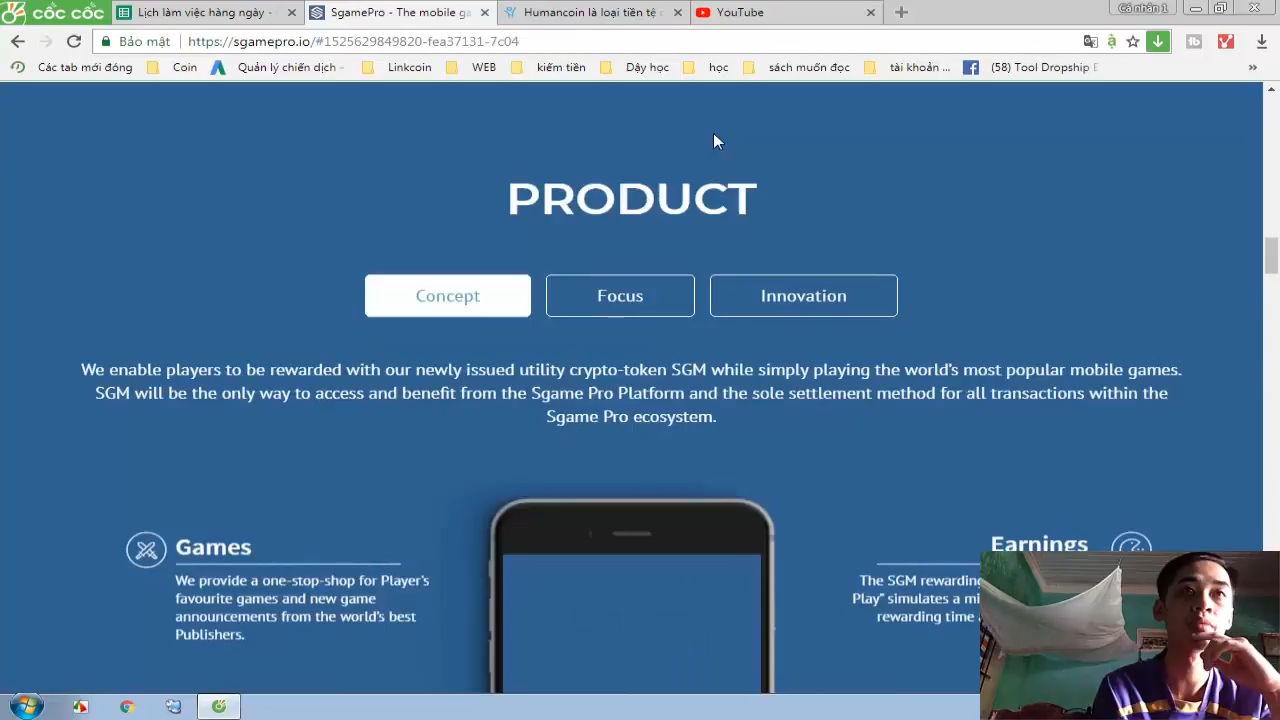 cốc cốc
Lịch làm việc hàng ngày -
SgamePro - The mobile ga
Humancoin là loại tiền tệ c
YouTube
Cá nhân 1
Bảo mật
https://sgamepro.io/#1525629849820-fea37131-7c04
Các tab mới đóng
Coin
Quản lý chiến dịch -
Linkcoin
WEB
kiếm tiền
Dậy học
học
sách muốn đọc
tài khoản ...
(58) Tool Dropship E
PRODUCT
Concept
Focus
Innovation
We enable players to be rewarded with our newly issued utility crypto-token SGM while simply playing the world's most popular mobile games.
SGM will be the only way to access and benefit from the Sgame Pro Platform and the sole settlement method for all transactions within the
Sgame Pro ecosystem.
Games
We provide a one-stop-shop for Player's
favourite games and new game
announcements from the world's best
Publishers.
Earnings
The SGM rewarding
Play" simulates a mi
rewarding time a